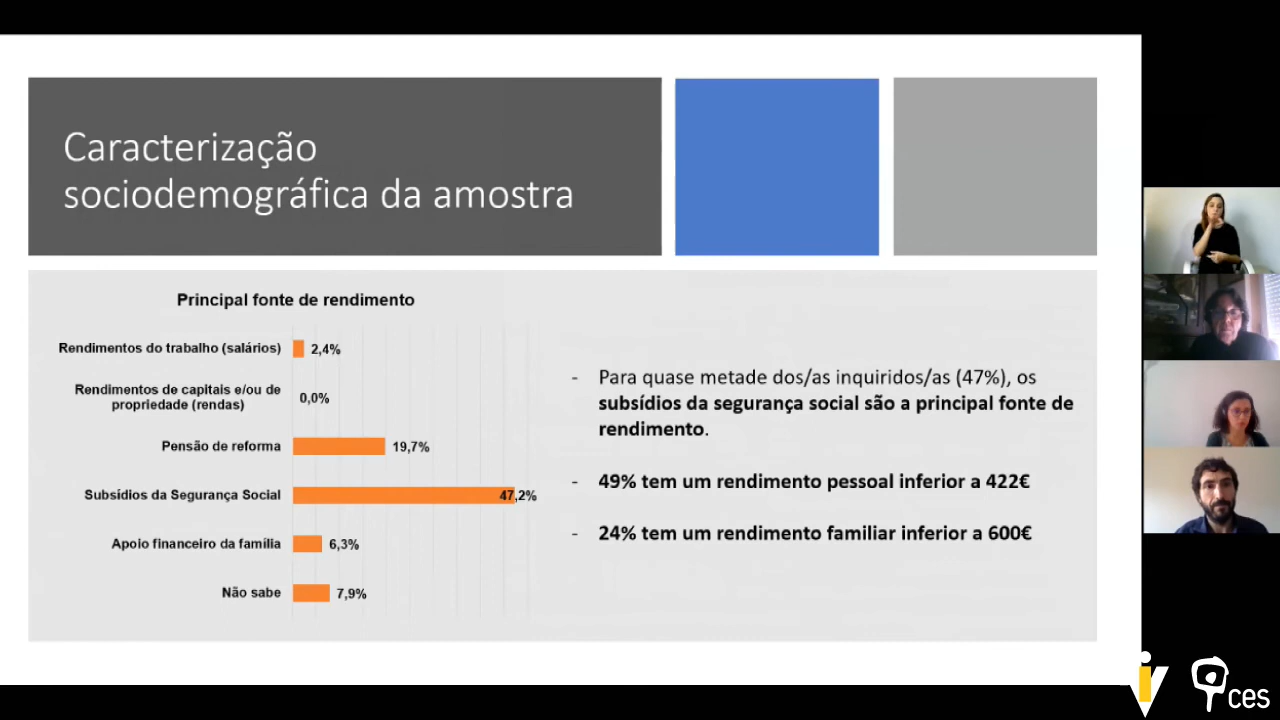 Caracterização
sociodemográfica da amostra
Principal fonte de rendimento
Rendimentos do trabalho (salários)
2,4%
Rendimentos de capitais e/ou de
propriedade (rendas)
0,0%
Pensão de reforma
19,7%
Subsídios da Segurança Social
47,2%
Apoio financeiro da família
6,3%
Não sabe
7,9%
- Para quase metade dos/as inquiridos/as (47%), os
subsídios da segurança social são a principal fonte de
rendimento.
- 49% tem um rendimento pessoal inferior a 422€
- 24% tem um rendimento familiar inferior a 600€
ces